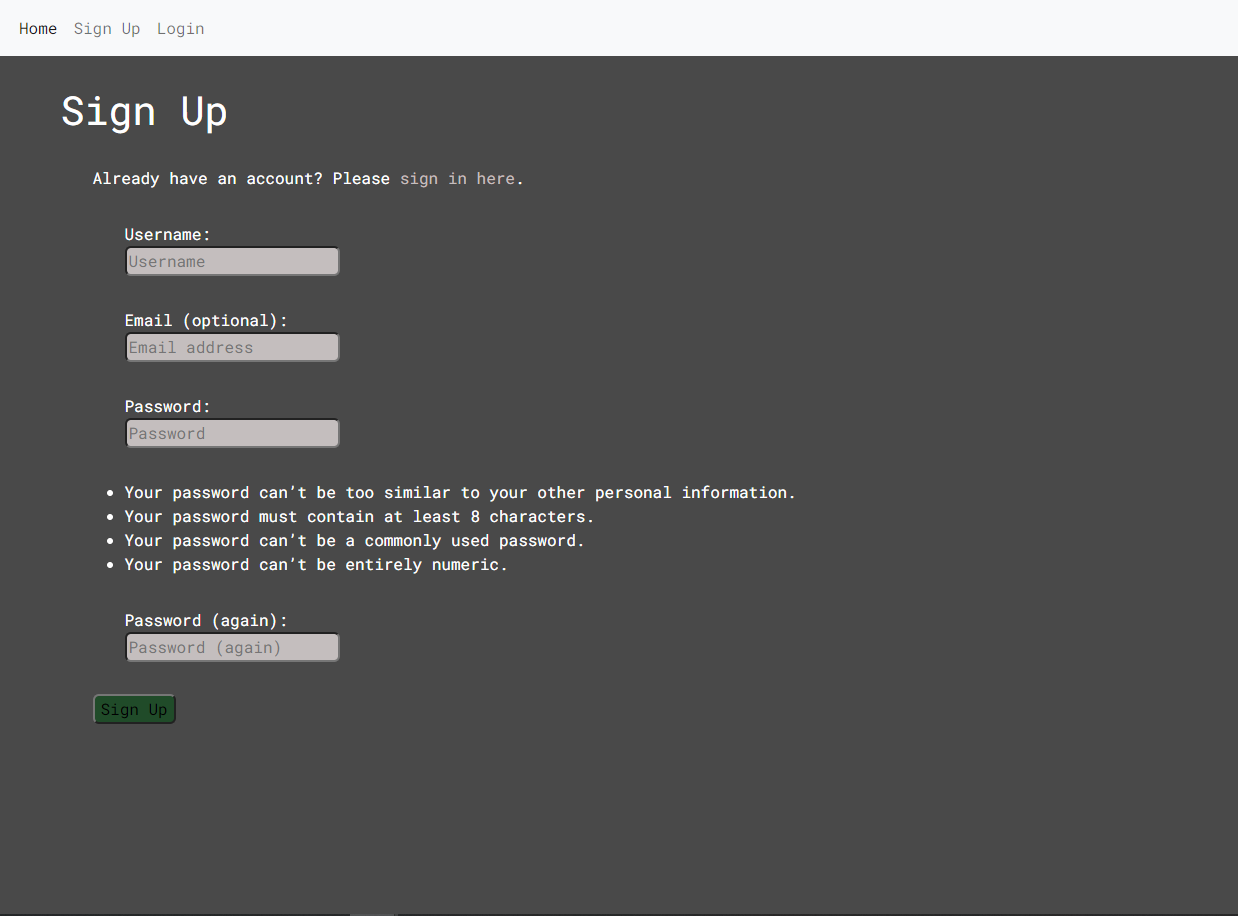 Home Sign Up Login
Sign Up
Already have an account? Please sign in here.
Username:
Username
Email (optional):
Email address
Password:
Password
• Your password can’t be too similar to your other personal information.
• Your password must contain at least 8 characters.
• Your password can’t be a commonly used password.
• Your password can’t be entirely numeric.
Password (again):
Password (again)
Sign Up